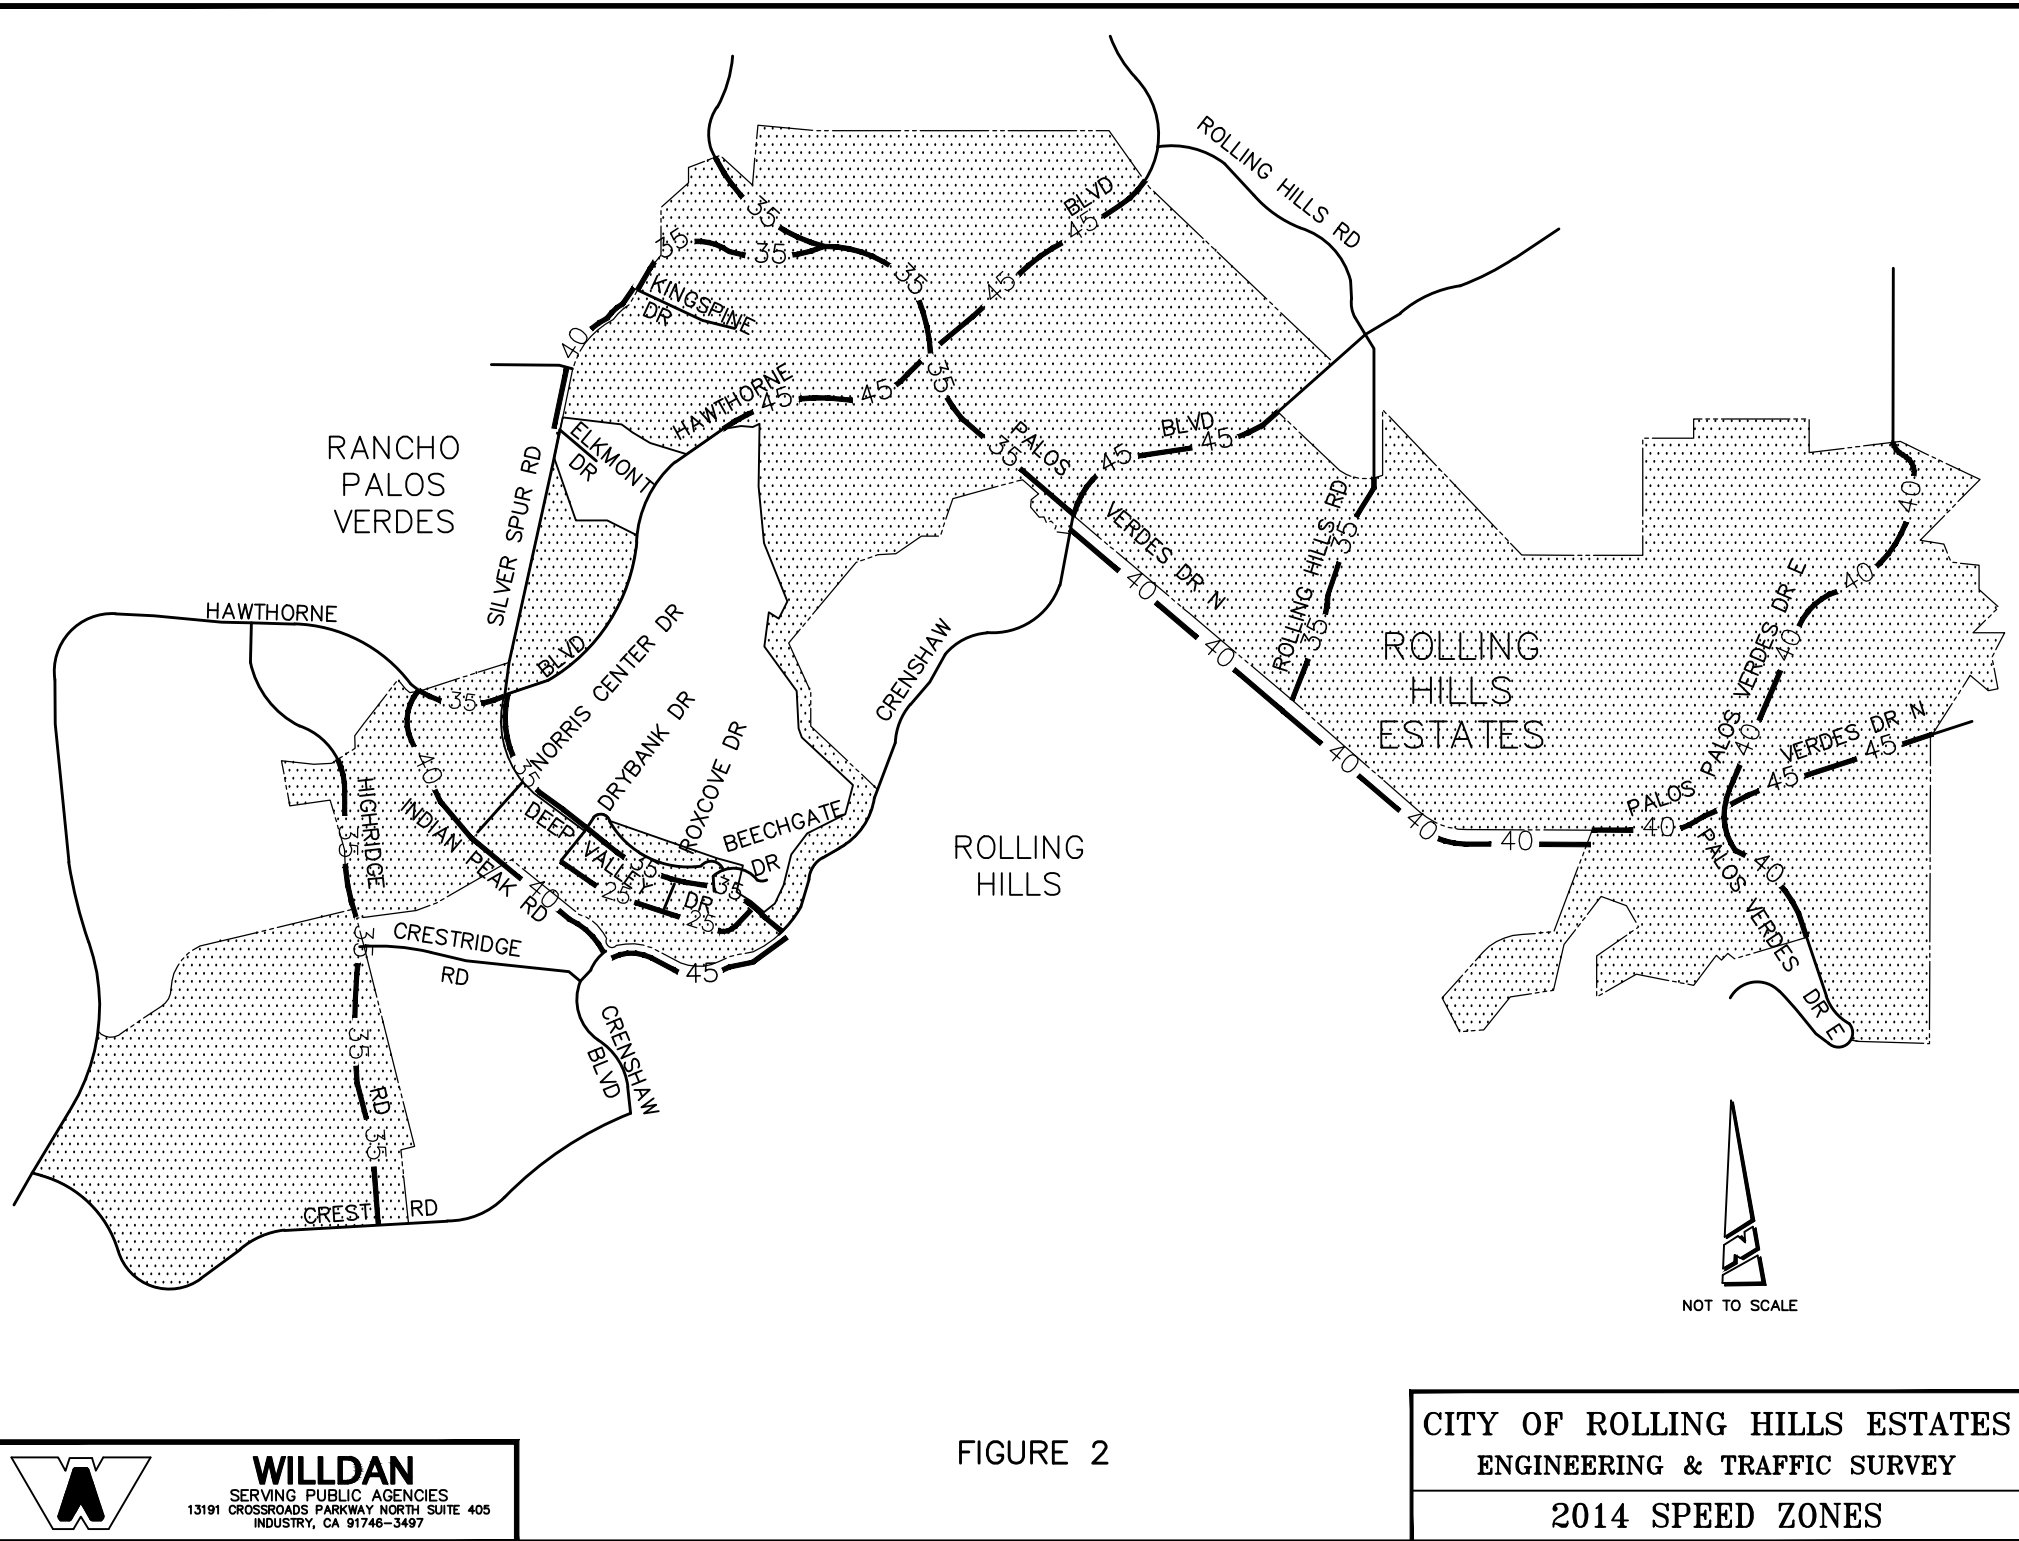 ROLLING HILLS RD
BLVD
35
45
35
35
35
45
KINGSPINE
DR
40
35
HAWTHORNE
45
45
BLVD
45
45
PALOS
35
RANCHO
PALOS
VERDES
ELKMONT
DR
SILVER SPUR RD
VERDES DR N
40
ROLLING HILLS RD
35
35
40
40
PALOS VERDES DR E
40
HAWTHORNE
BLVD
35
NORRIS CENTER DR
DRYBANK DR
ROXCOVE DR
CRENSHAW
40
ROLLING
HILLS
ESTATES
40
VERDES DR N
45
45
PALOS
40
40
40
40
40
INDIAN PEAK RD
40
35
DEEP
VALLEY
DR
25
25
35
35
BEECHGATE
DR
HIGHRIDGE
35
ROLLING
HILLS
40
PALOS VERDES DR E
35
CRESTRIDGE
RD
45
CRENSHAW
BLVD
35
RD
35
CREST RD
NOT TO SCALE
FIGURE 2
WILLDAN
SERVING PUBLIC AGENCIES
13191 CROSSROADS PARKWAY NORTH SUITE 405
INDUSTRY, CA 91746-3497
CITY OF ROLLING HILLS ESTATES
ENGINEERING & TRAFFIC SURVEY
2014 SPEED ZONES